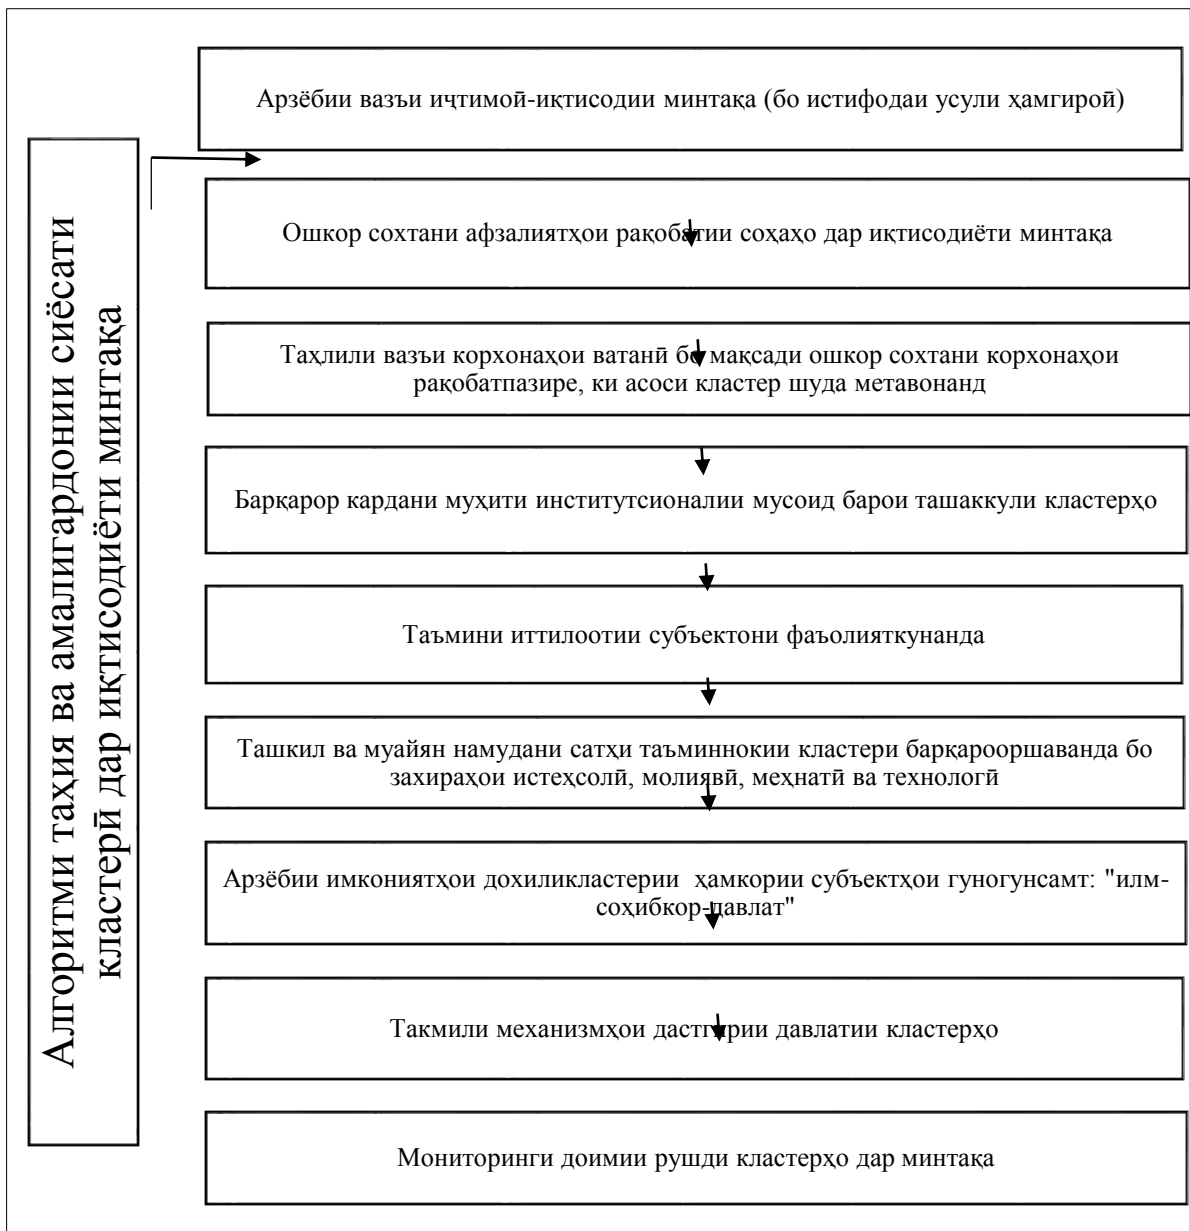 Алгоритми таҳия ва амалигардонии сиёсати
кластерӣ дар иқтисодиёти минтақа
Арзёбии вазъи иҷтимоӣ-иқтисодии минтақа (бо истифодаи усули ҳамгироӣ)
Ошкор сохтани афзалиятҳои рақобатии соҳаҳо дар иқтисодиёти минтақа
Таҳлили вазъи корхонаҳои ватанӣ бо мақсади ошкор сохтани корхонаҳои
рақобатпазире, ки асоси кластер шуда метавонанд
Барқарор кардани муҳити институтсионалии мусоид барои ташаккули кластерҳо
Таъмини иттилоотии субъектони фаъолияткунанда
Ташкил ва муайян намудани сатҳи таъминнокии кластери барқарооршаванда бо
захираҳои истеҳсолӣ, молиявӣ, меҳнатӣ ва технологӣ
Арзёбии имкониятҳои дохиликластерии ҳамкории субъектҳои гуногунсамт: "илм-
соҳибкор-давлат"
Такмили механизмҳои дастгирии давлатии кластерҳо
Мониторинги доимии рушди кластерҳо дар минтақа